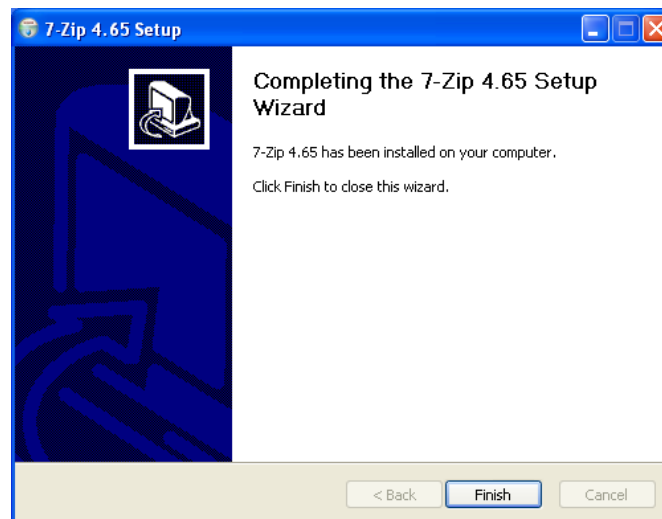 7-Zip 4.65 Setup
Completing the 7-Zip 4.65 Setup
Wizard
7-Zip 4.65 has been installed on your computer.
Click Finish to close this wizard.
< Back
Finish
Cancel